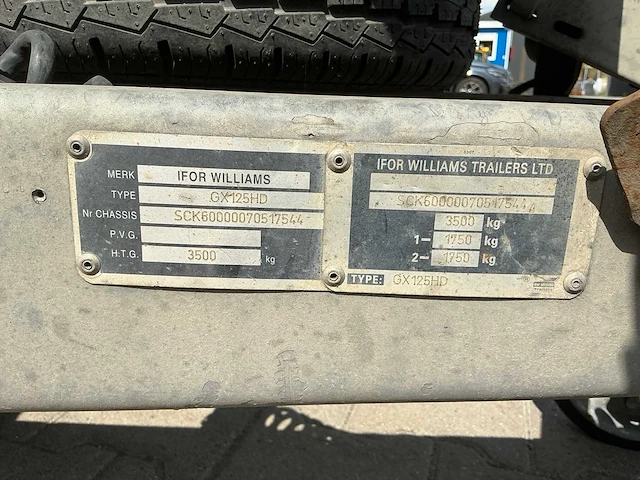 MERK IFOR WILLIAMS
TYPE GX125HD
Nr CHASSIS SCK60000070517544
P.V.G.
H.T.G. 3500 kg
IFOR WILLIAMS TRAILERS LTD
SCK60000070517544
3500 kg
1– 1750 kg
2– 1750 kg
TYPE: GX125HD